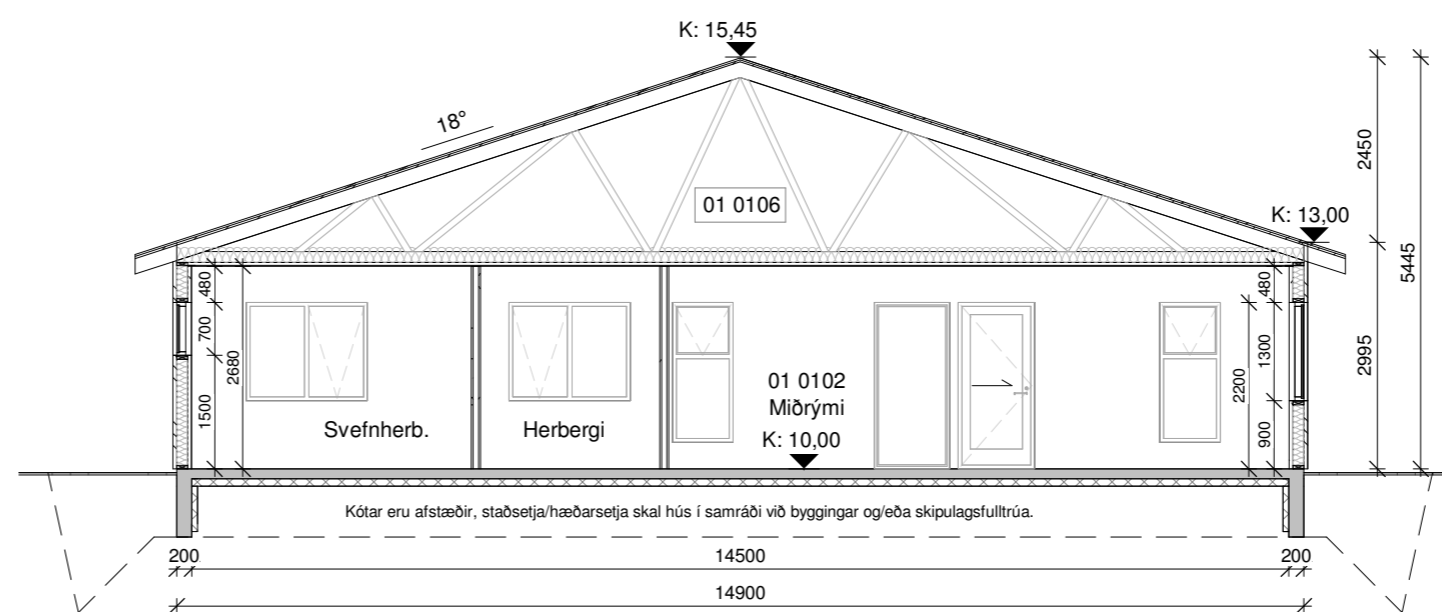 K: 15,45
18°
2450
01 0106
K: 13,00
5445
480
480
700
2680
1300
2995
2200
01 0102
Miðrými
1500
Svefnherb.
Herbergi
K: 10,00
900
Kótar eru afstæðir, staðsetja/hæðarsetja skal hús í samráði við byggingar og/eða skipulagsfulltrúa.
200
14500
200
14900